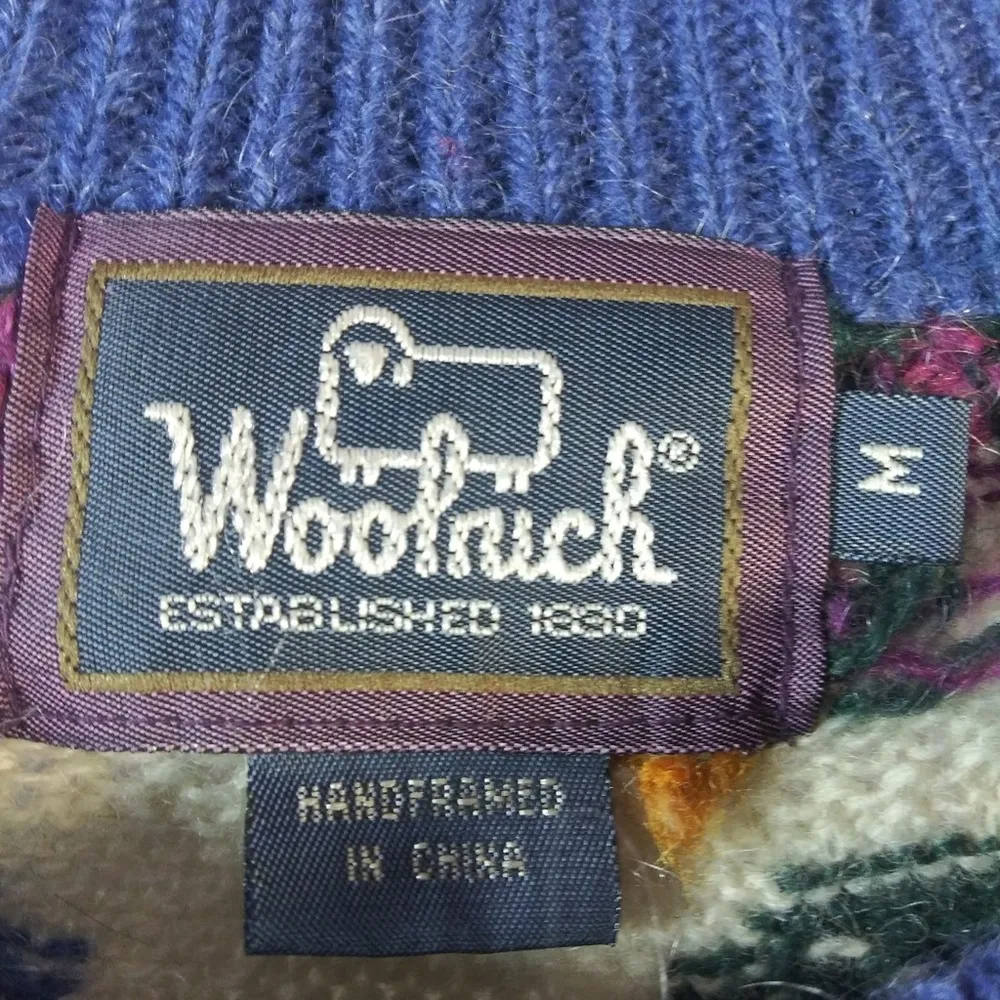 Woolrich®
ESTABLISHED 1830
M
HANDFRAMED
IN CHINA